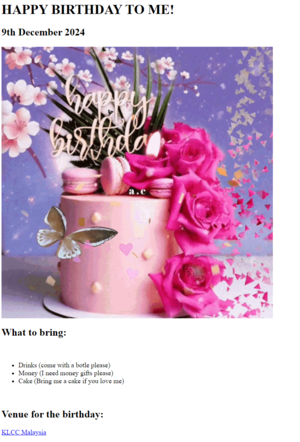 HAPPY BIRTHDAY TO ME!
9th December 2024
happy
birthday
a.c
What to bring:
Drinks (come with a botle please)
Money (I need money gifts please)
Cake (Bring me a cake if you love me)
Venue for the birthday:
KLCC Malaysia